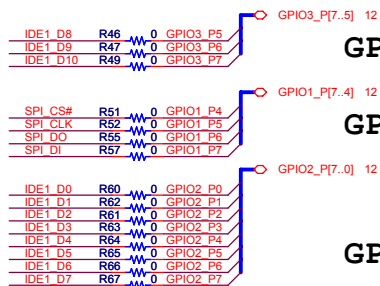 GPIO3_P[7..5] 12
IDE1_D8 R46 0 GPIO3_P5
IDE1_D9 R47 0 GPIO3_P6
IDE1_D10 R49 0 GPIO3_P7
GP
GPIO1_P[7..4] 12
SPI_CS# R51 0 GPIO1_P4
SPI_CLK R52 0 GPIO1_P5
SPI_DO R55 0 GPIO1_P6
SPI_DI R57 0 GPIO1_P7
GP
GPIO2_P[7..0] 12
IDE1_D0 R60 0 GPIO2_P0
IDE1_D1 R62 0 GPIO2_P1
IDE1_D2 R61 0 GPIO2_P2
IDE1_D3 R63 0 GPIO2_P3
IDE1_D4 R64 0 GPIO2_P4
IDE1_D5 R65 0 GPIO2_P5
IDE1_D6 R66 0 GPIO2_P6
IDE1_D7 R67 0 GPIO2_P7
GP